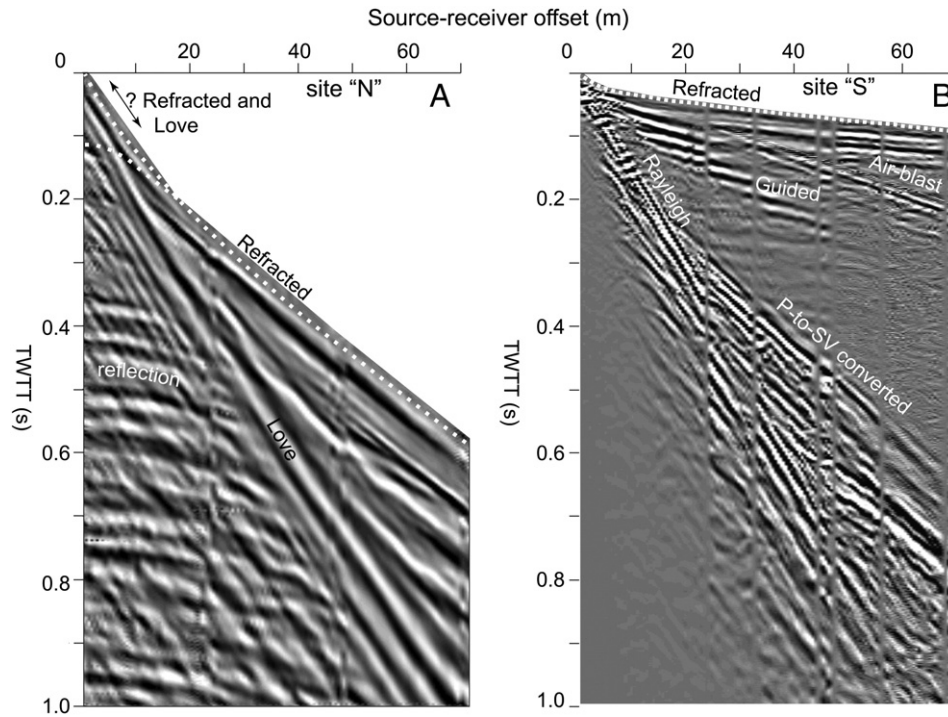 Source-receiver offset (m)
0 20 40 60
site “N” A
? Refracted and
Love
Refracted
reflection
Love
0.2
0.4
0.6
0.8
1.0
TWTT (s)
0 20 40 60
Refracted site “S” B
Air-blast
Guided
Rayleigh
P-to-SV converted
0.2
0.4
0.6
0.8
1.0
TWTT (s)